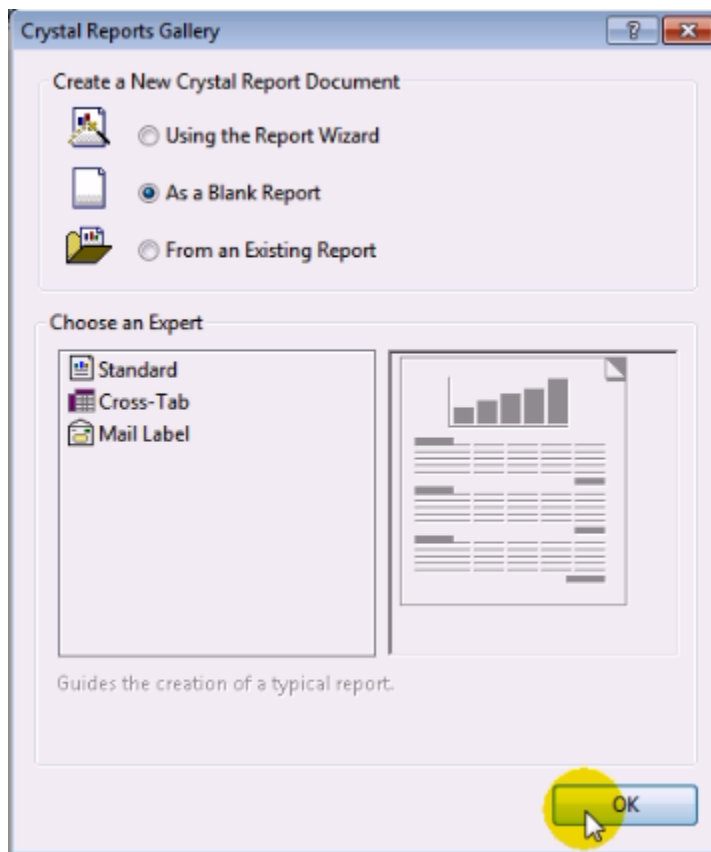 Crystal Reports Gallery
Create a New Crystal Report Document
Using the Report Wizard
As a Blank Report
From an Existing Report
Choose an Expert
Standard
Cross-Tab
Mail Label
Guides the creation of a typical report.
OK